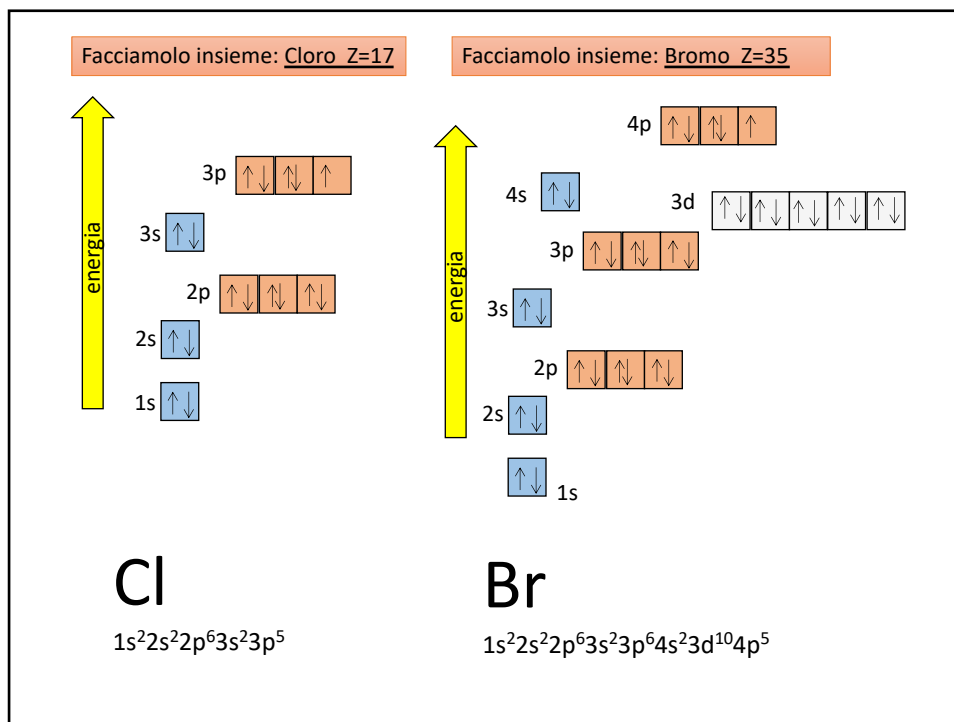 Facciamolo insieme: Cloro Z=17
energia
3p
3s
2p
2s
1s
Cl
1s²2s²2p⁶3s²3p⁵
Facciamolo insieme: Bromo Z=35
energia
4p
4s
3d
3p
3s
2p
2s
1s
Br
1s²2s²2p⁶3s²3p⁶4s²3d¹⁰4p⁵